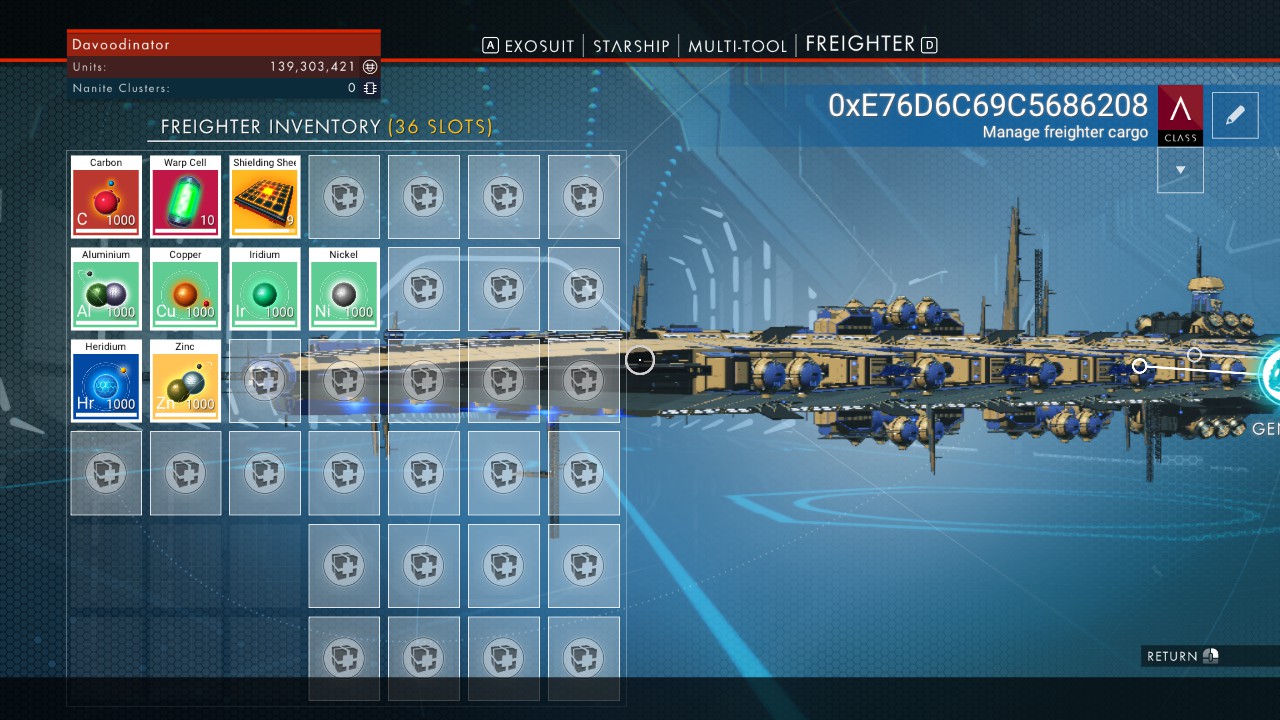 Davoodinator
Units: 139,303,421
Nanite Clusters: 0
A EXOSUIT STARSHIP MULTI-TOOL FREIGHTER D
FREIGHTER INVENTORY (36 SLOTS)
0xE76D6C69C5686208
Manage freighter cargo
CLASS
Carbon Warp Cell Shielding Shee
C 1000 10 9
Aluminium Copper Iridium Nickel
Al 1000 Cu 1000 Ir 1000 Ni 1000
Heridium Zinc
Hr 1000 Zn 1000
GEN
RETURN